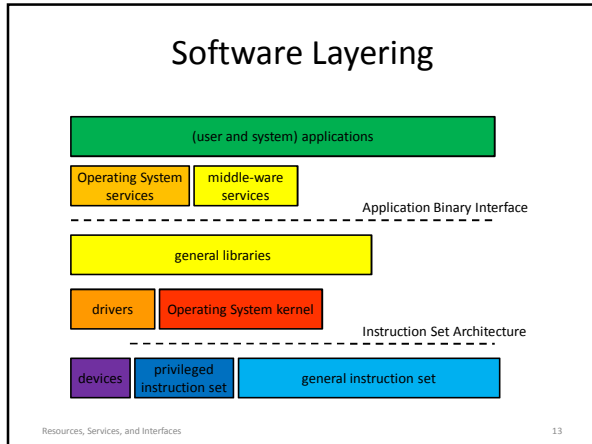 Software Layering
(user and system) applications
Operating System
services
middle-ware
services
Application Binary Interface
general libraries
drivers
Operating System kernel
Instruction Set Architecture
devices
privileged
instruction set
general instruction set
Resources, Services, and Interfaces
13